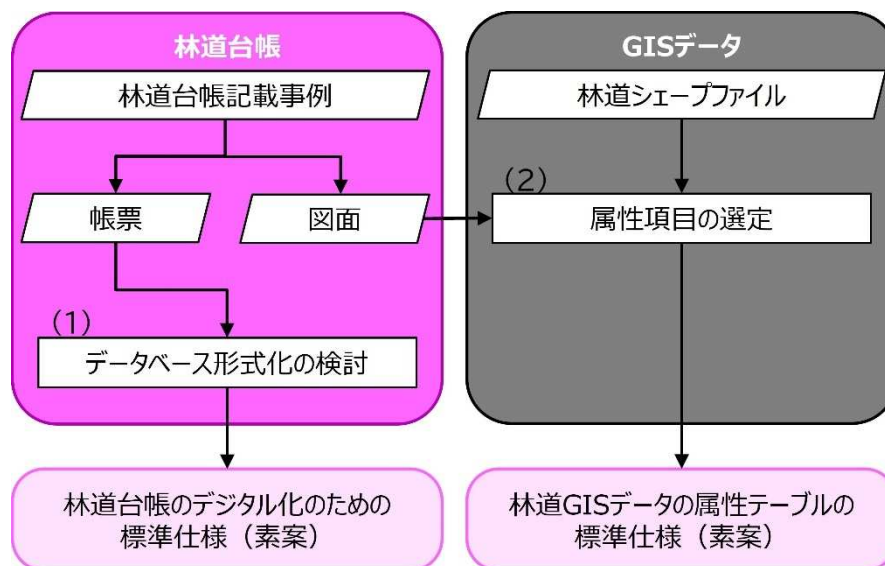 林道台帳
林道台帳記載事例
帳票
図面
(1)
データベース形式化の検討
GISデータ
林道シェープファイル
(2)
属性項目の選定
林道台帳のデジタル化のための
標準仕様（素案）
林道GISデータの属性テーブルの
標準仕様（素案）